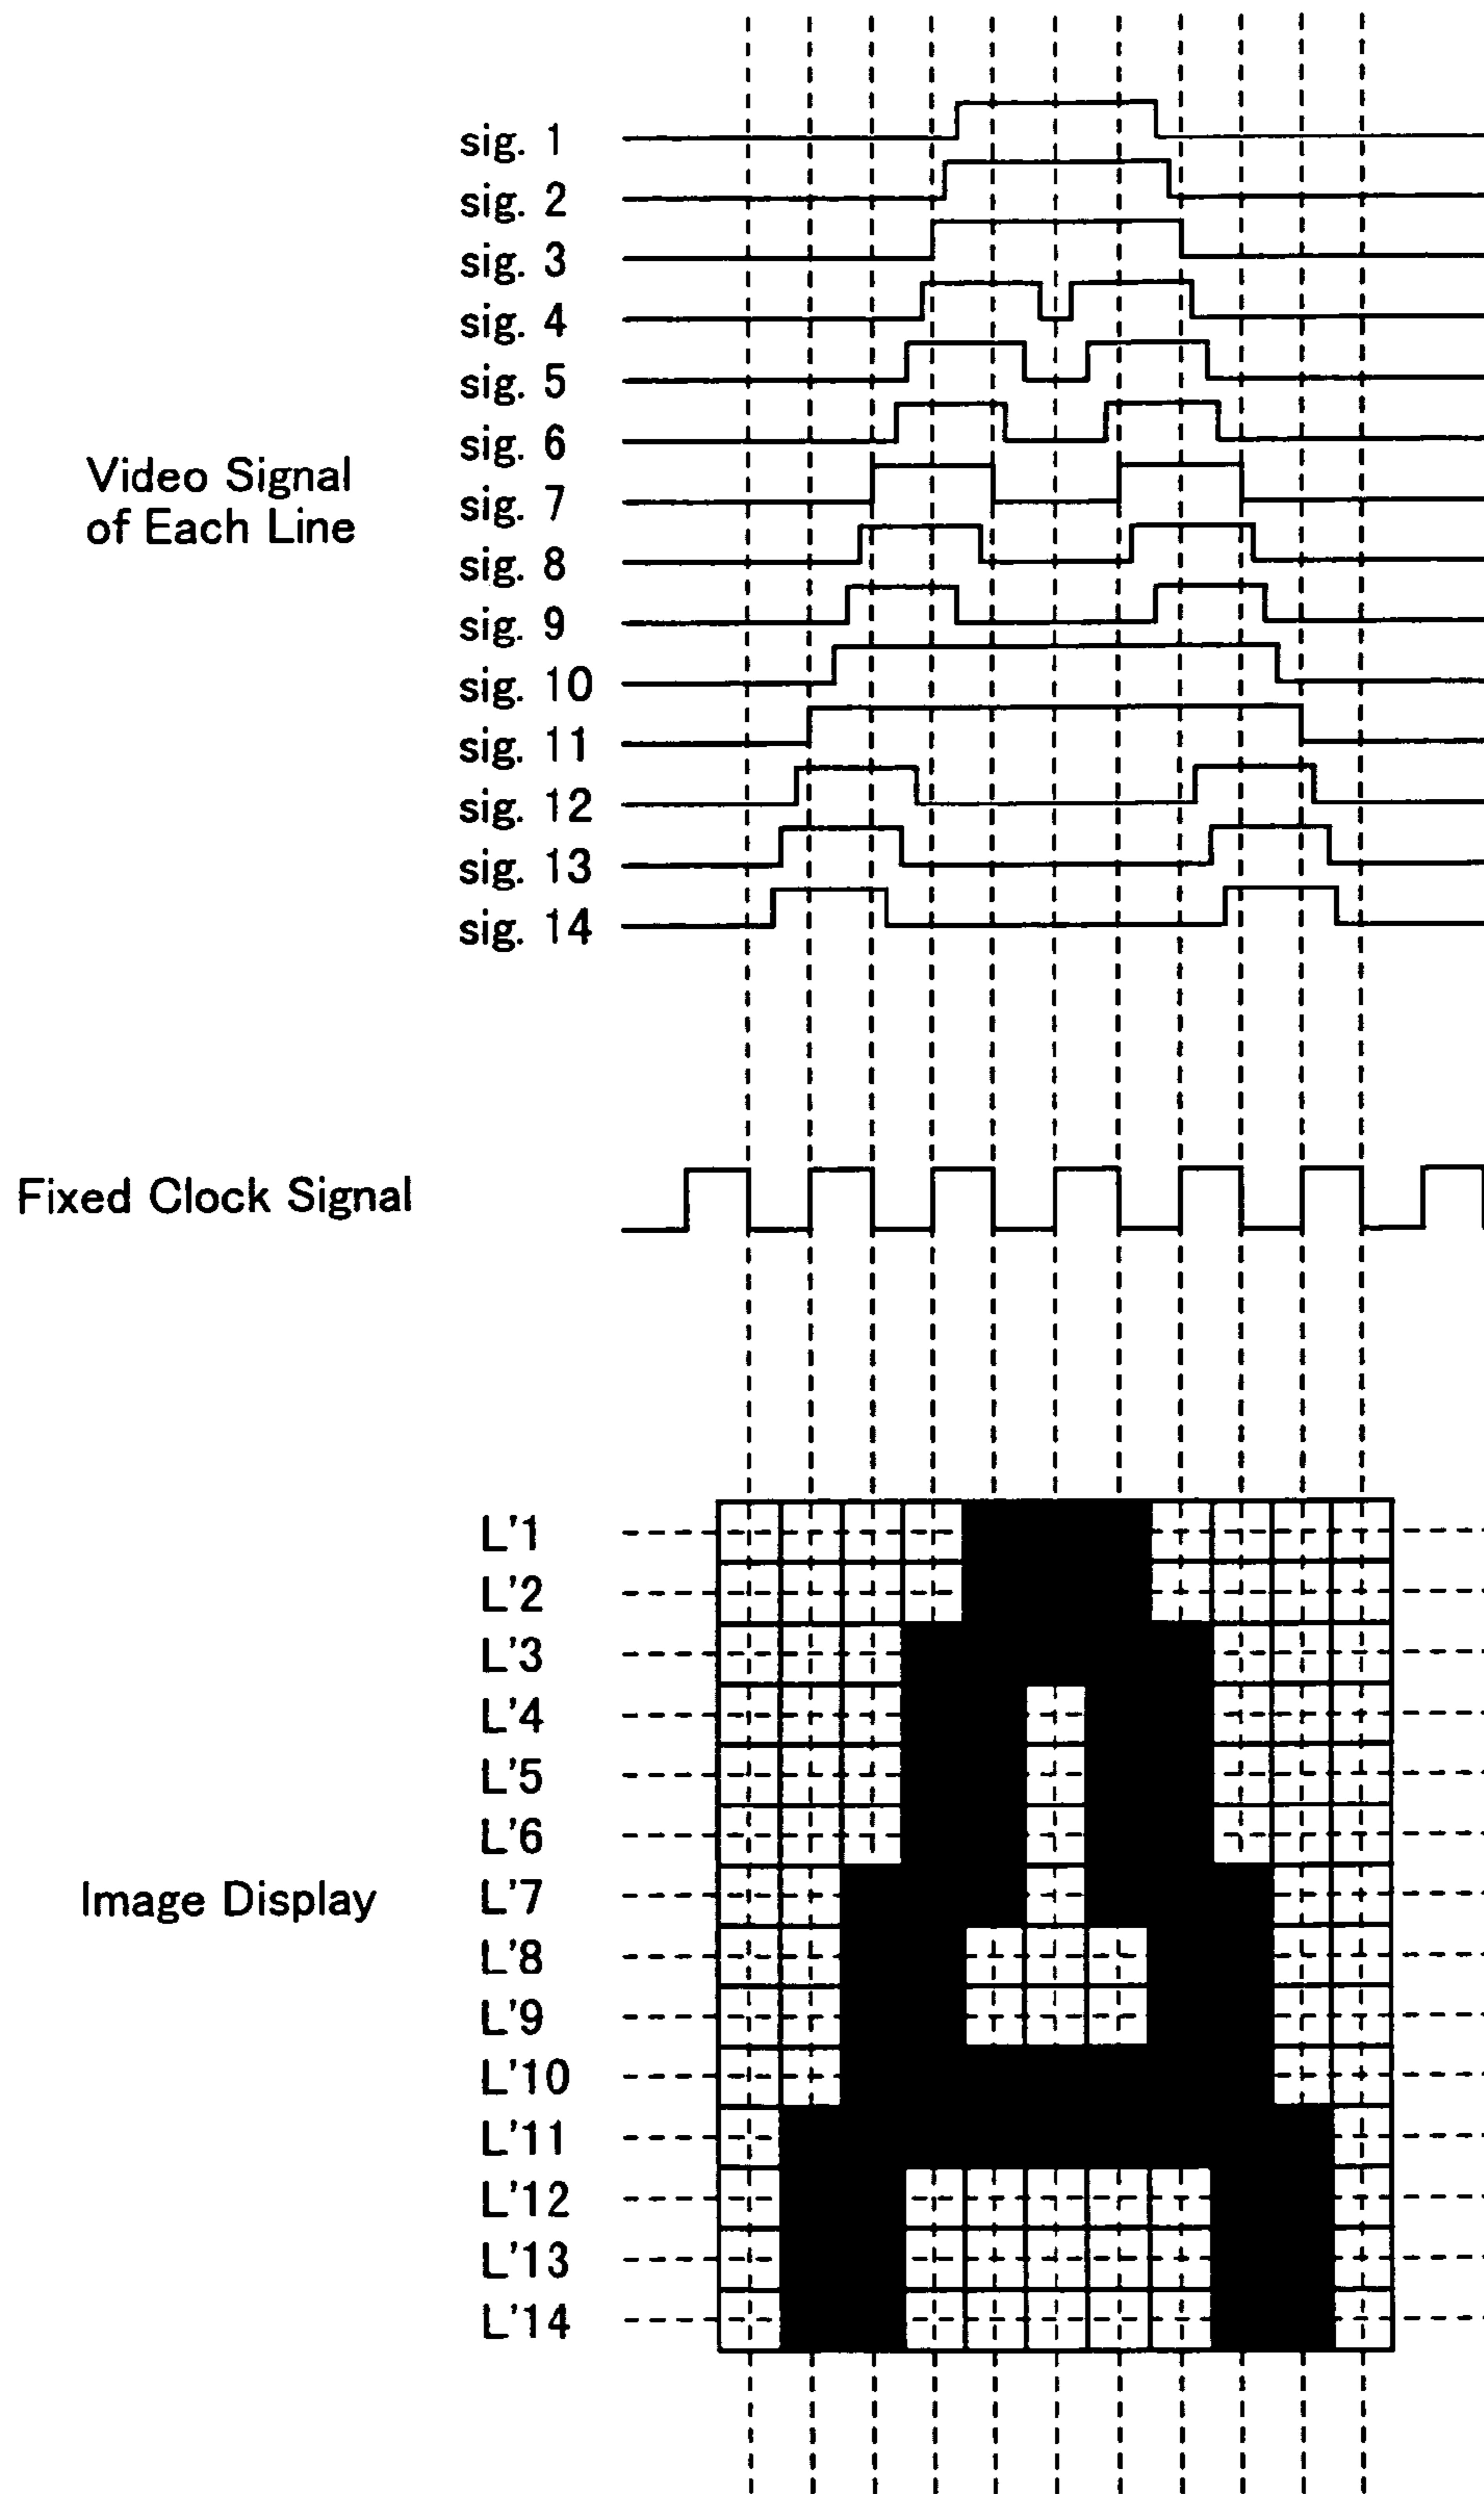 sig. 1
sig. 2
sig. 3
sig. 4
sig. 5
sig. 6
Video Signal
of Each Line
sig. 7
sig. 8
sig. 9
sig. 10
sig. 11
sig. 12
sig. 13
sig. 14
Fixed Clock Signal
L'1
L'2
L'3
L'4
L'5
L'6
Image Display
L'7
L'8
L'9
L'10
L'11
L'12
L'13
L'14